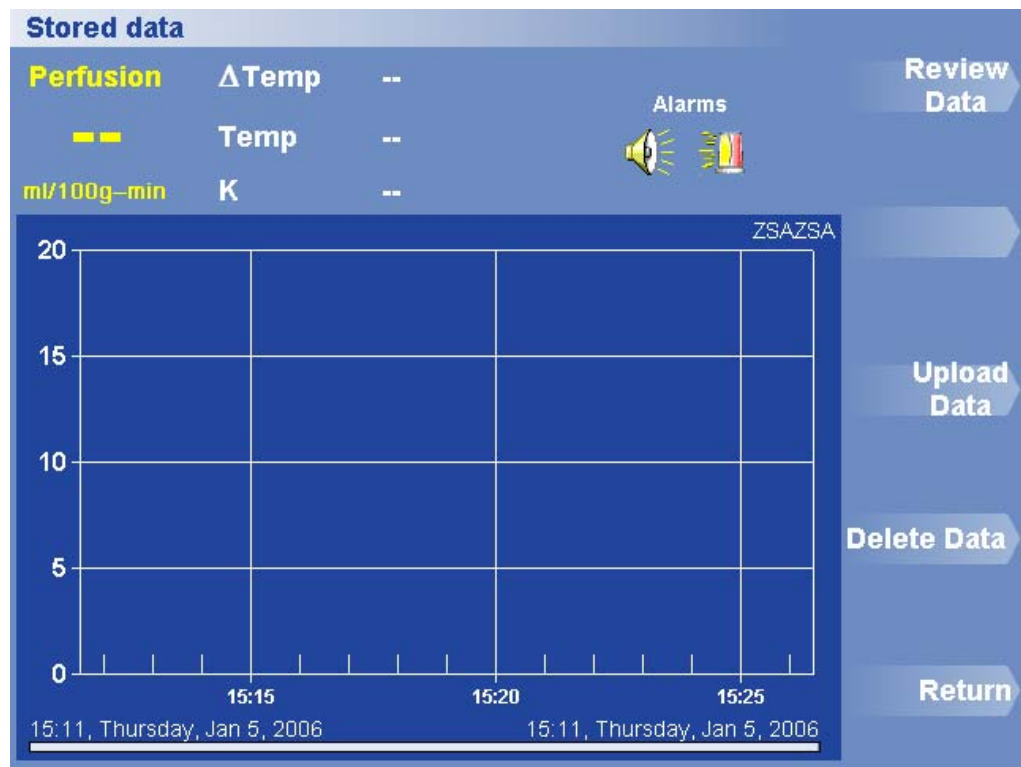 Stored data
Perfusion
--
ml/100g–min
ΔTemp --
Temp --
K --
Alarms
Review
Data
Upload
Data
Delete Data
Return
ZSAZSA
20
15
10
5
0
15:15 15:20 15:25
15:11, Thursday, Jan 5, 2006 15:11, Thursday, Jan 5, 2006